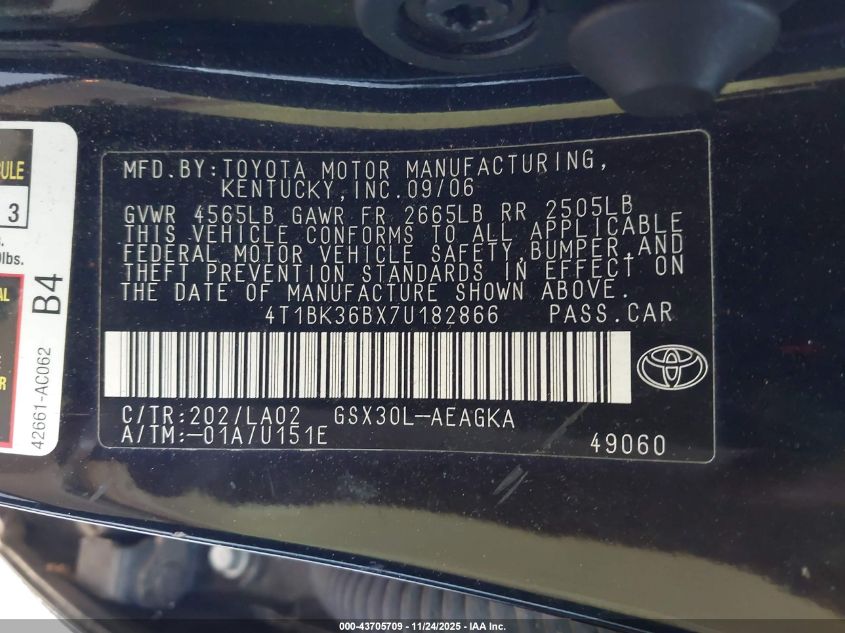 MFD.BY:TOYOTA MOTOR MANUFACTURING,
KENTUCKY,INC.09/06
GVWR 4565LB GAWR FR 2665LB RR 2505LB
THIS VEHICLE CONFORMS TO ALL APPLICABLE
FEDERAL MOTOR VEHICLE SAFETY,BUMPER,AND
THEFT PREVENTION STANDARDS IN EFFECT ON
THE DATE OF MANUFACTURE SHOWN ABOVE.
4T1BK36BX7U182866 PASS.CAR
C/TR:202/LA02 GSX30L-AEAGKA
A/TM:-01A/U151E
49060
3
lbs.
B4
42661-AC062
000-43705709 - 11/24/2025 - IAA Inc.